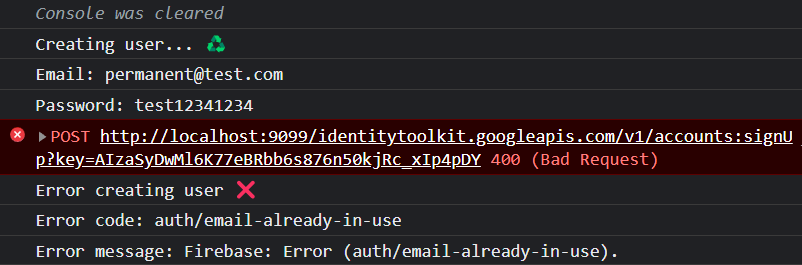 Console was cleared
Creating user... ♻
Email: permanent@test.com
Password: test12341234
▶POST http://localhost:9099/identitytoolkit.googleapis.com/v1/accounts:signU
p?key=AIzaSyDwMl6K77eBRbb6s876n50kjRc_xIp4pDY 400 (Bad Request)
Error creating user ❌
Error code: auth/email-already-in-use
Error message: Firebase: Error (auth/email-already-in-use).